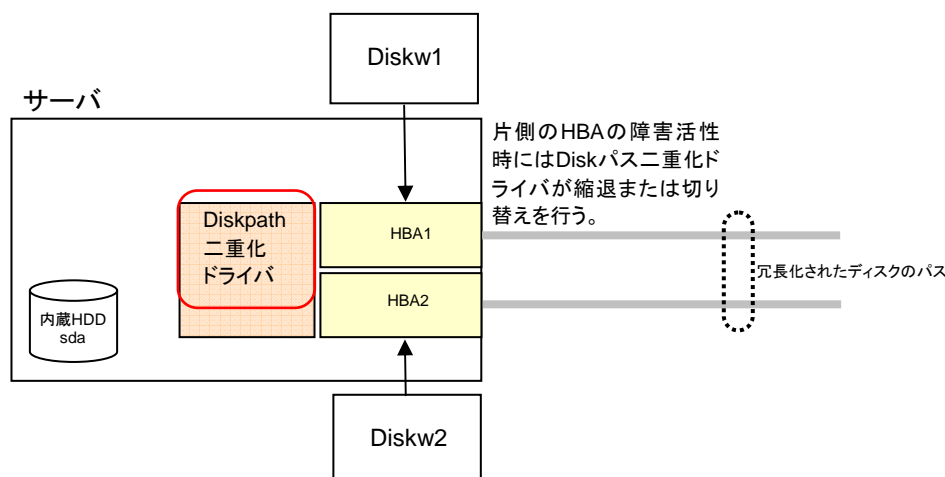 Diskw1
サーバ
片側のHBAの障害活性
時にはDiskパス二重化ド
ライバが縮退または切り
替えを行う。
Diskpath
二重化
ドライバ
HBA1
冗長化されたディスクのパス
HBA2
内蔵HDD
sda
Diskw2